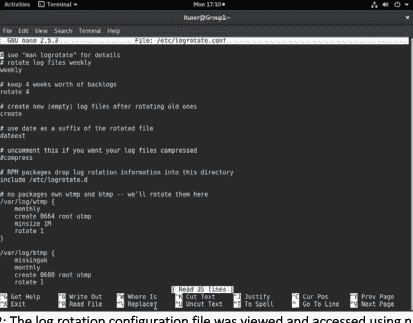 Activities Terminal Mon 17:10
ituser@Group1:~
File Edit View Search Terminal Help
GNU nano 2.9.3 File: /etc/logrotate.conf
# see "man logrotate" for details
# rotate log files weekly
weekly
# keep 4 weeks worth of backlogs
rotate 4
# create new (empty) log files after rotating old ones
create
# use date as a suffix of the rotated file
dateext
# uncomment this if you want your log files compressed
#compress
# RPM packages drop log rotation information into this directory
include /etc/logrotate.d
# no packages own wtmp and btmp -- we'll rotate them here
/var/log/wtmp {
monthly
create 0664 root utmp
minsize 1M
rotate 1
}
/var/log/btmp {
missingok
monthly
create 0600 root utmp
rotate 1
[ Read 35 lines ]
^G Get Help ^O Write Out ^W Where Is ^K Cut Text ^J Justify ^C Cur Pos ^Y Prev Page
^X Exit ^R Read File ^\ Replace ^U Uncut Text ^T To Spell ^_ Go To Line ^V Next Page
: The log rotation configuration file was viewed and accessed using